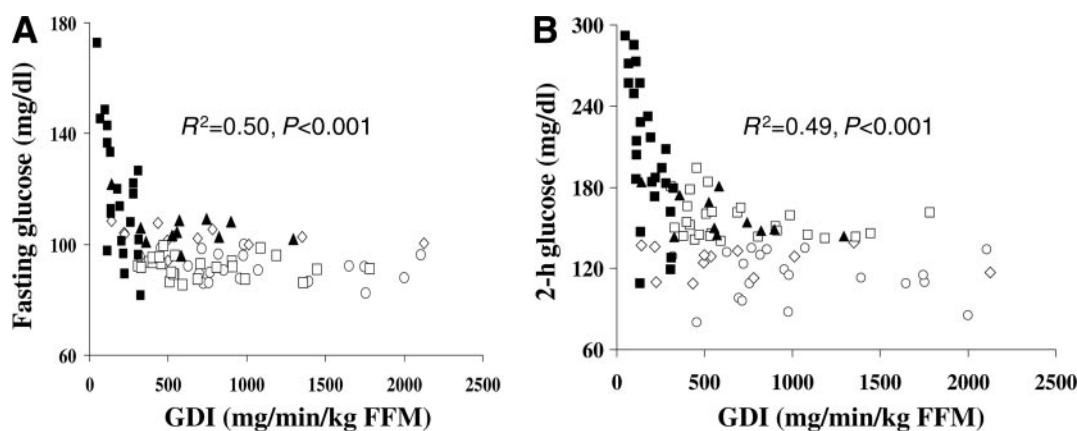 A
Fasting glucose (mg/dl)
180
140
100
60
R²=0.50, P<0.001
0 500 1000 1500 2000 2500
GDI (mg/min/kg FFM)
B
2-h glucose (mg/dl)
300
240
180
120
60
R²=0.49, P<0.001
0 500 1000 1500 2000 2500
GDI (mg/min/kg FFM)